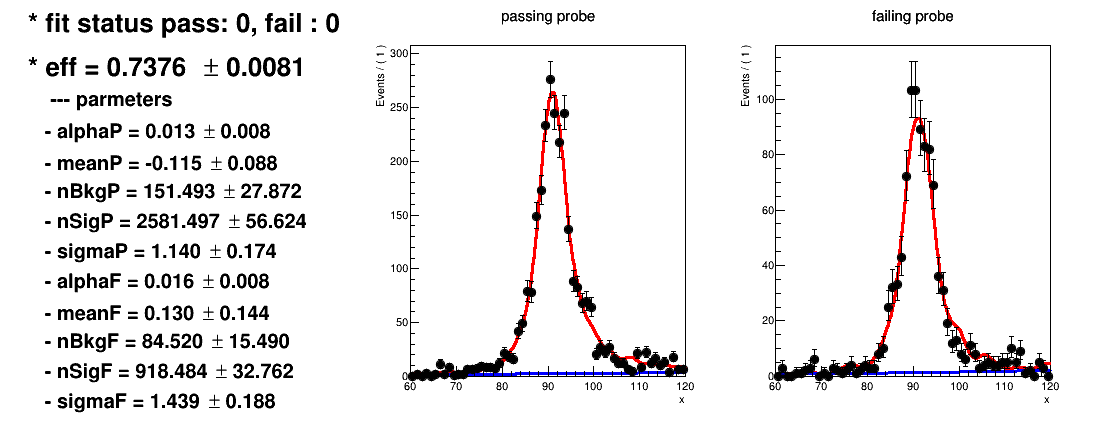 * fit status pass: 0, fail : 0
* eff = 0.7376 ± 0.0081
--- parmeters
- alphaP = 0.013 ± 0.008
- meanP = -0.115 ± 0.088
- nBkgP = 151.493 ± 27.872
- nSigP = 2581.497 ± 56.624
- sigmaP = 1.140 ± 0.174
- alphaF = 0.016 ± 0.008
- meanF = 0.130 ± 0.144
- nBkgF = 84.520 ± 15.490
- nSigF = 918.484 ± 32.762
- sigmaF = 1.439 ± 0.188
passing probe
Events / ( 1 )
300
250
200
150
100
50
0
60 70 80 90 100 110 120
x
failing probe
Events / ( 1 )
100
80
60
40
20
0
60 70 80 90 100 110 120
x